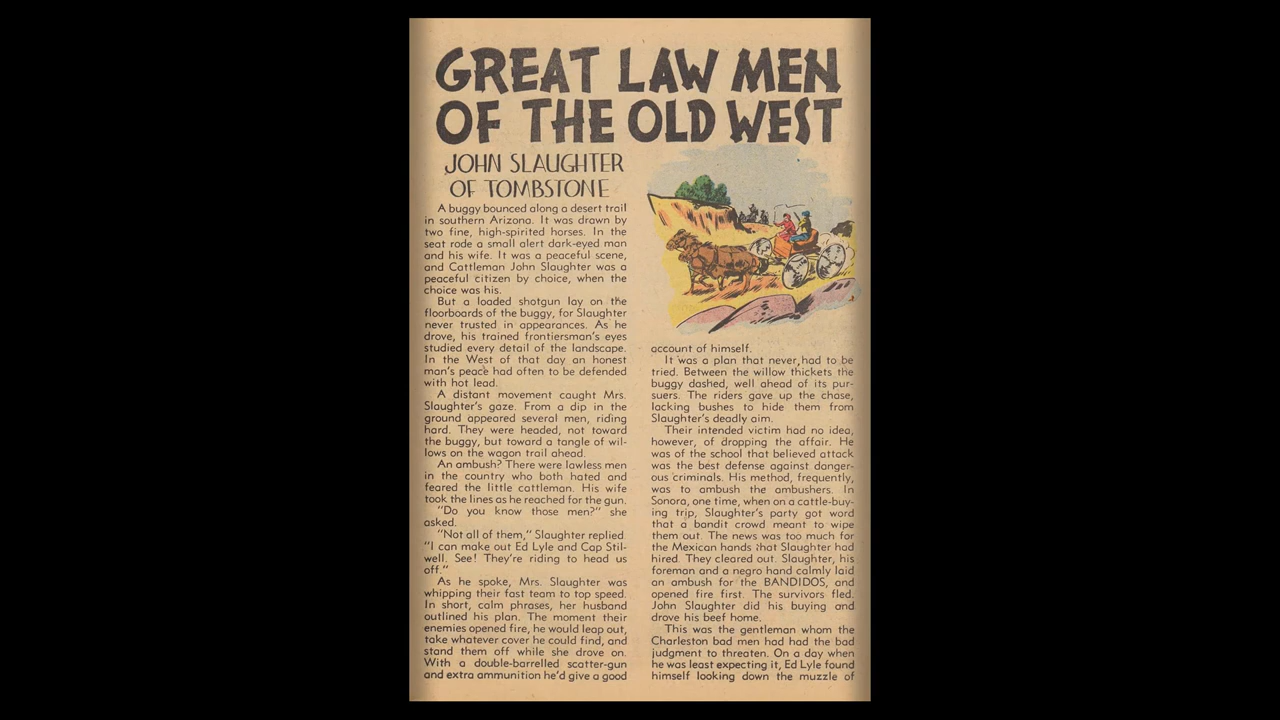 GREAT LAW MEN
OF THE OLD WEST
JOHN SLAUGHTER
OF TOMBSTONE
A buggy bounced along a desert trail
in southern Arizona. It was drawn by
two fine, high-spirited horses. In the
seat rode a small alert dark-eyed man
and his wife. It was a peaceful scene,
and Cattleman John Slaughter was a
peaceful citizen by choice, when the
choice was his.
But a loaded shotgun lay on the
floorboards of the buggy, for Slaughter
never trusted in appearances. As he
drove, his trained frontiersman's eyes
studied every detail of the landscape.
In the West of that day an honest
man's peace had often to be defended
with hot lead.
A distant movement caught Mrs.
Slaughter's gaze. From a dip in the
ground appeared several men, riding
hard. They were headed, not toward
the buggy, but toward a tangle of wil-
lows on the wagon trail ahead.
An ambush? There were lawless men
in the country who both hated and
feared the little cattleman. His wife
took the lines as he reached for the gun.
"Do you know those men?" she
asked.
"Not all of them," Slaughter replied.
"I can make out Ed Lyle and Cap Stil-
well. See! They're riding to head us
off."
As he spoke, Mrs. Slaughter was
whipping their fast team to top speed.
In short, calm phrases, her husband
outlined his plan. The moment their
enemies opened fire, he would leap out,
take whatever cover he could find, and
stand them off while she drove on.
With a double-barrelled scatter-gun
and extra ammunition he'd give a good
account of himself.
It was a plan that never had to be
tried. Between the willow thickets the
buggy dashed, well ahead of its pur-
suers. The riders gave up the chase,
lacking bushes to hide them from
Slaughter's deadly aim.
Their intended victim had no idea,
however, of dropping the affair. He
was of the school that believed attack
was the best defense against danger-
ous criminals. His method, frequently,
was to ambush the ambushers. In
Sonora, one time, when on a cattle-buy-
ing trip, Slaughter's party got word
that a bandit crowd meant to wipe
them out. The news was too much for
the Mexican hands that Slaughter had
hired. They cleared out. Slaughter, his
foreman and a negro hand calmly laid
an ambush for the BANDIDOS, and
opened fire first. The survivors fled.
John Slaughter did his buying and
drove his beef home.
This was the gentleman whom the
Charleston bad men had had the bad
judgment to threaten. On a day when
he was least expecting it, Ed Lyle found
himself looking down the muzzle of